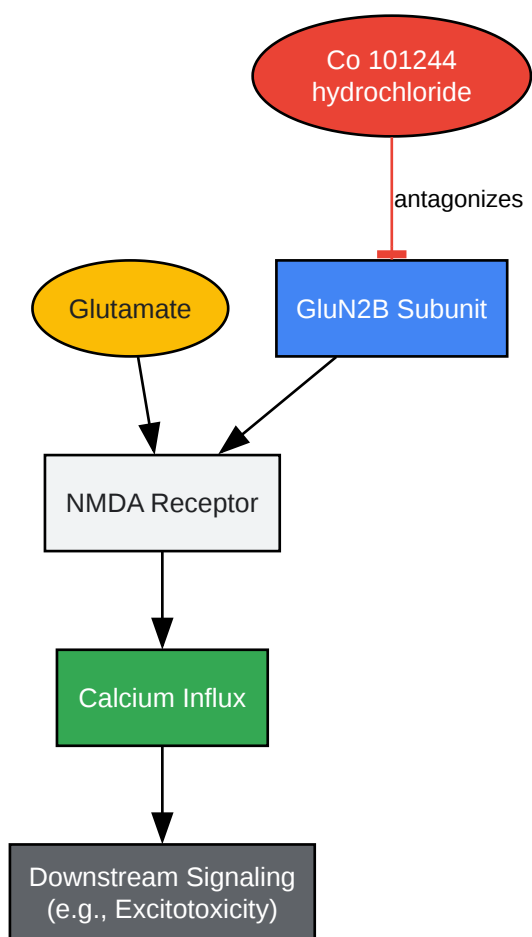 Co 101244
hydrochloride
antagonizes
Glutamate
GluN2B Subunit
NMDA Receptor
Calcium Influx
Downstream Signaling
(e.g., Excitotoxicity)